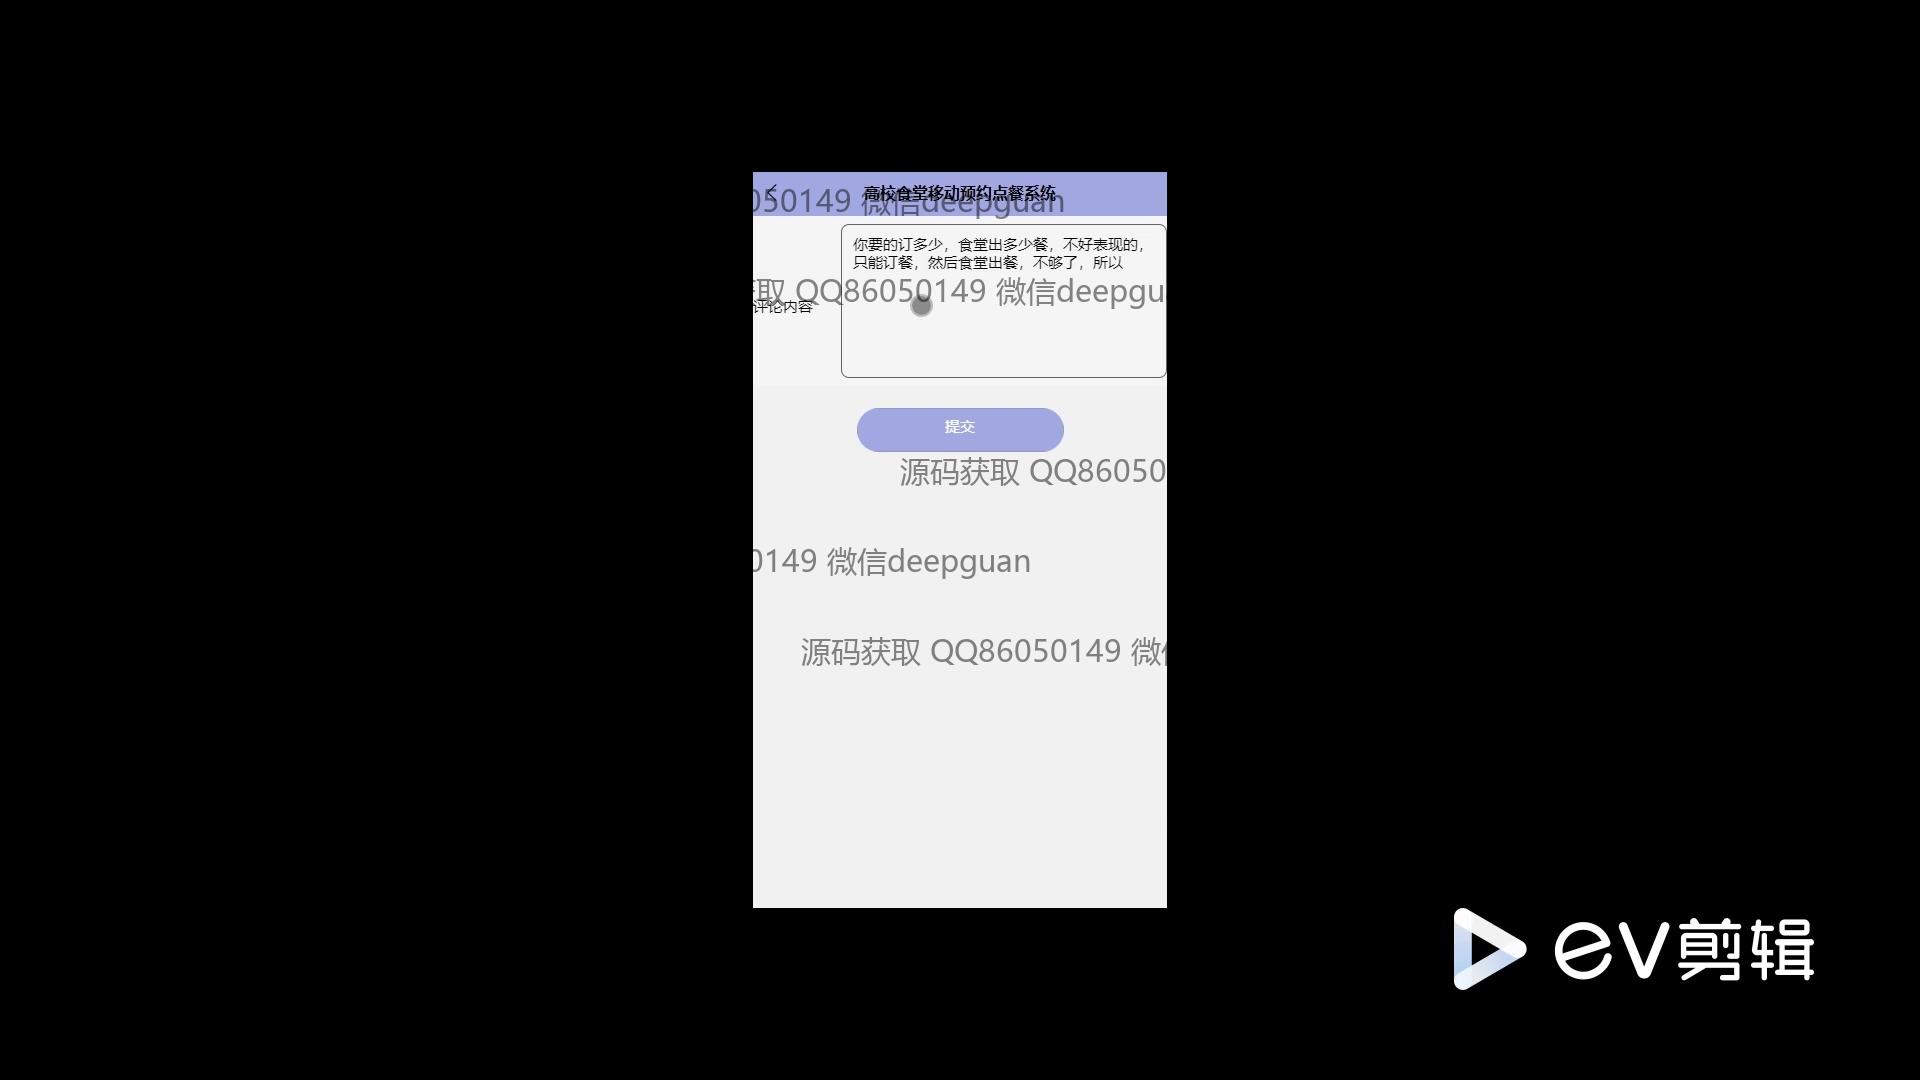 高校食堂移动预约点餐系统
050149 微信deepguan
你要的订多少，食堂出多少餐，不好表现的，
只能订餐，然后食堂出餐，不够了，所以
取 QQ86050149 微信deepgu
评论内容
提交
源码获取 QQ86050
0149 微信deepguan
源码获取 QQ86050149 微信
ev剪辑